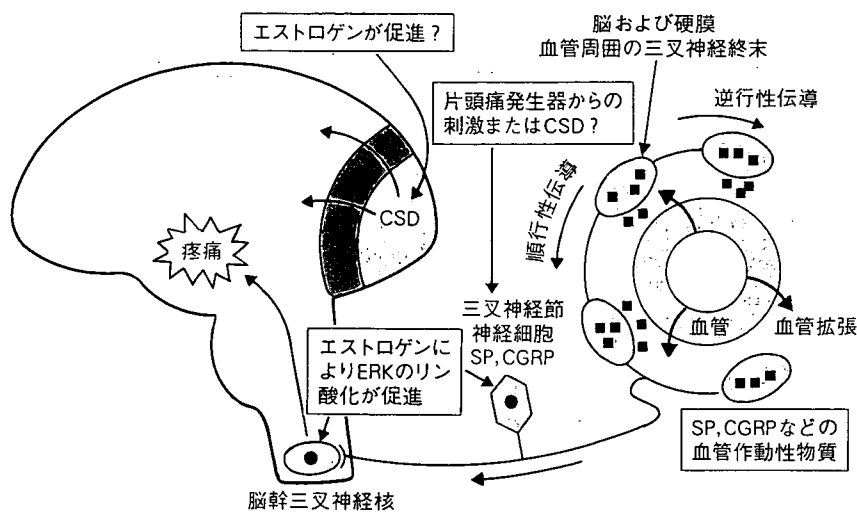 エストロゲンが促進？
脳および硬膜
血管周囲の三叉神経終末
片頭痛発生器からの
刺激またはCSD？
逆行性伝導
順行性伝導
CSD
疼痛
三叉神経節
神経細胞
SP, CGRP
血管
血管拡張
エストロゲンに
よりERKのリン
酸化が促進
SP, CGRPなどの
血管作動性物質
脳幹三叉神経核